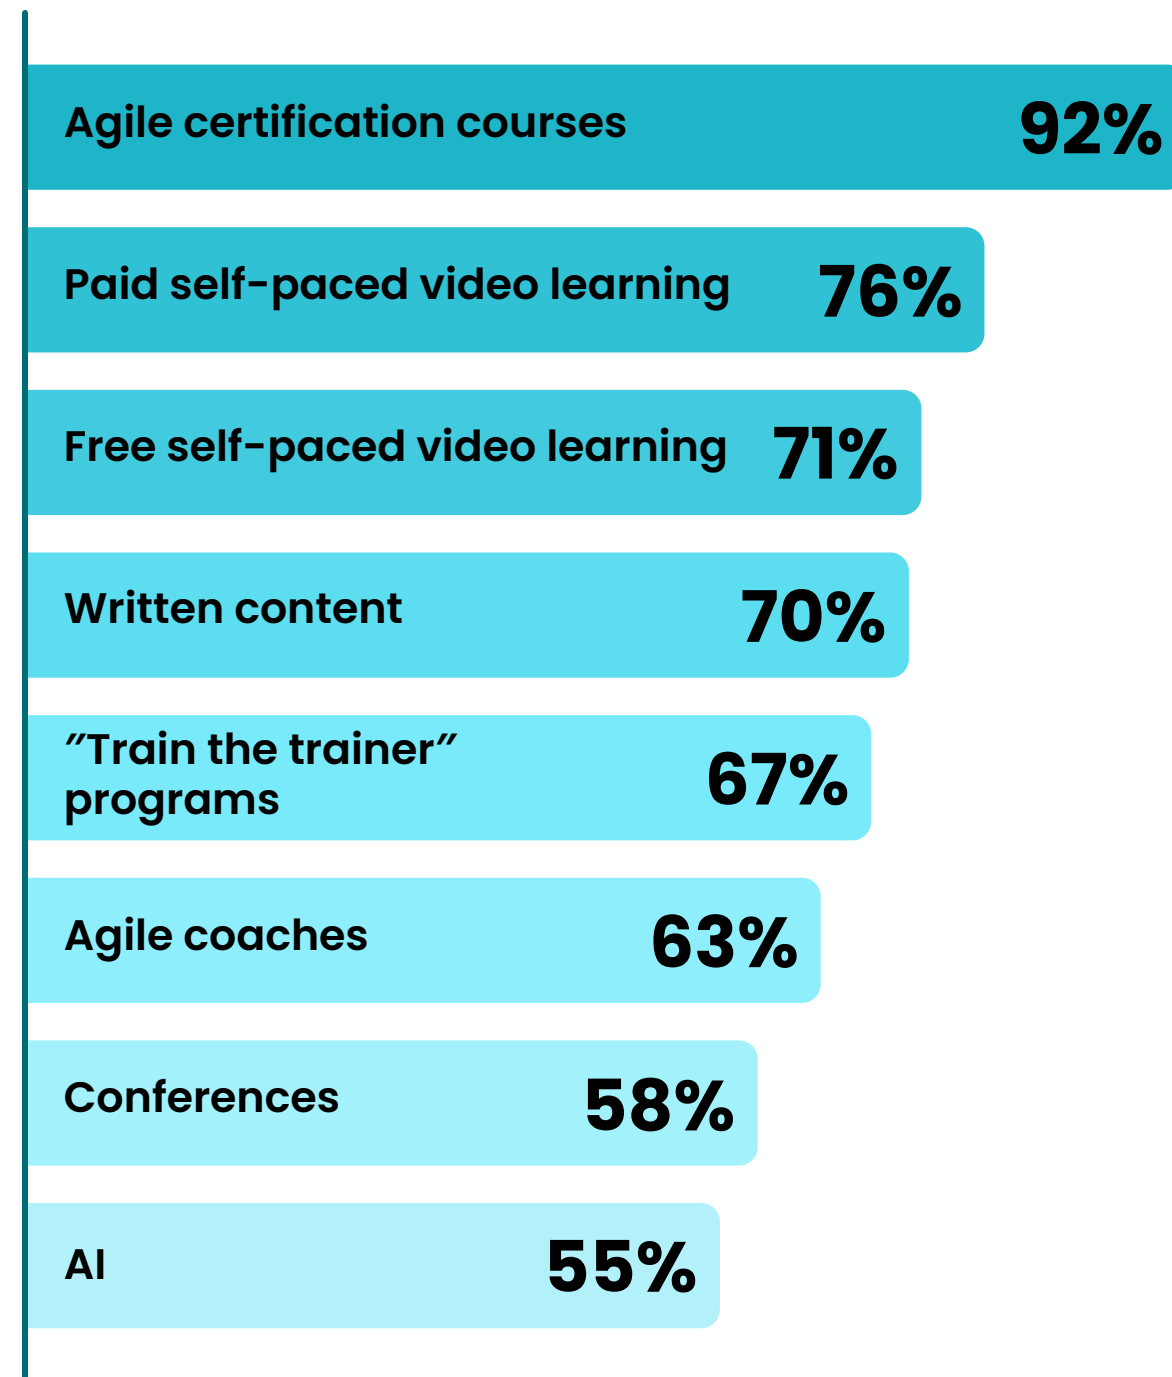 Agile certification courses 92%
Paid self-paced video learning 76%
Free self-paced video learning 71%
Written content 70%
"Train the trainer"
programs 67%
Agile coaches 63%
Conferences 58%
AI 55%